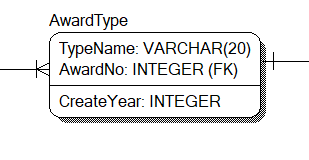 AwardType
TypeName: VARCHAR(20)
AwardNo: INTEGER (FK)
CreateYear: INTEGER